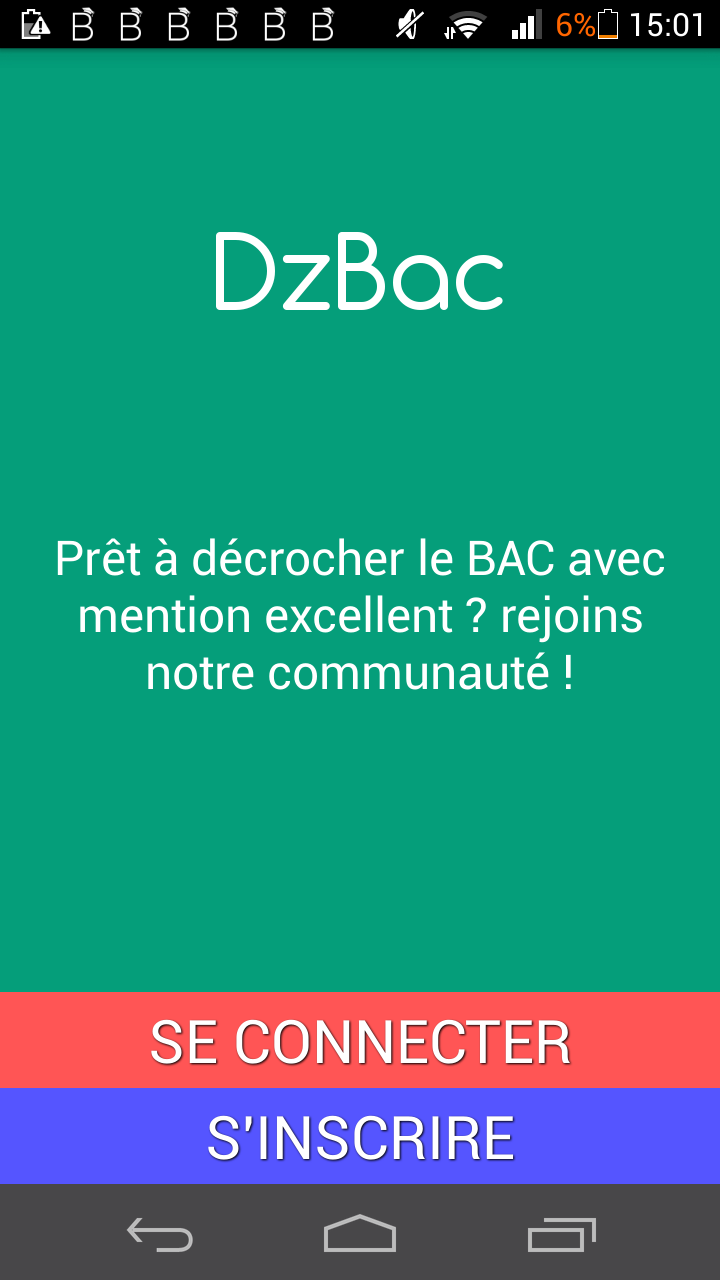 6% 15:01
DzBac
Prêt à décrocher le BAC avec
mention excellent ? rejoins
notre communauté !
SE CONNECTER
S'INSCRIRE